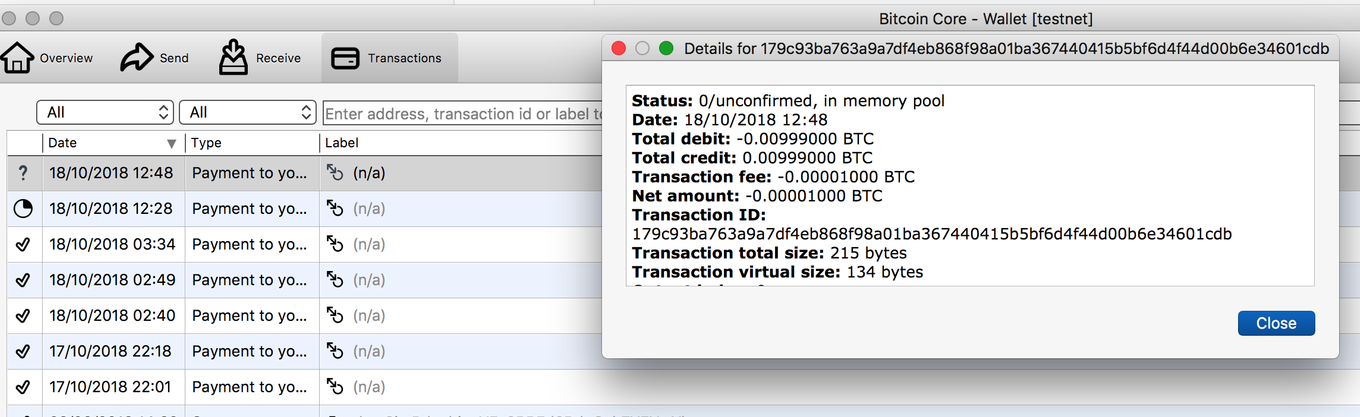 Bitcoin Core - Wallet [testnet]
Overview
Send
Receive
Transactions
All
All
Enter address, transaction id or label to
Date
Type
Label
?
18/10/2018 12:48 Payment to yo... (n/a)
18/10/2018 12:28 Payment to yo... (n/a)
18/10/2018 03:34 Payment to yo... (n/a)
18/10/2018 02:49 Payment to yo... (n/a)
18/10/2018 02:40 Payment to yo... (n/a)
17/10/2018 22:18 Payment to yo... (n/a)
17/10/2018 22:01 Payment to yo... (n/a)
Details for 179c93ba763a9a7df4eb868f98a01ba367440415b5bf6d4f44d00b6e34601cdb
Status: 0/unconfirmed, in memory pool
Date: 18/10/2018 12:48
Total debit: -0.00999000 BTC
Total credit: 0.00999000 BTC
Transaction fee: -0.00001000 BTC
Net amount: -0.00001000 BTC
Transaction ID:
179c93ba763a9a7df4eb868f98a01ba367440415b5bf6d4f44d00b6e34601cdb
Transaction total size: 215 bytes
Transaction virtual size: 134 bytes
Close